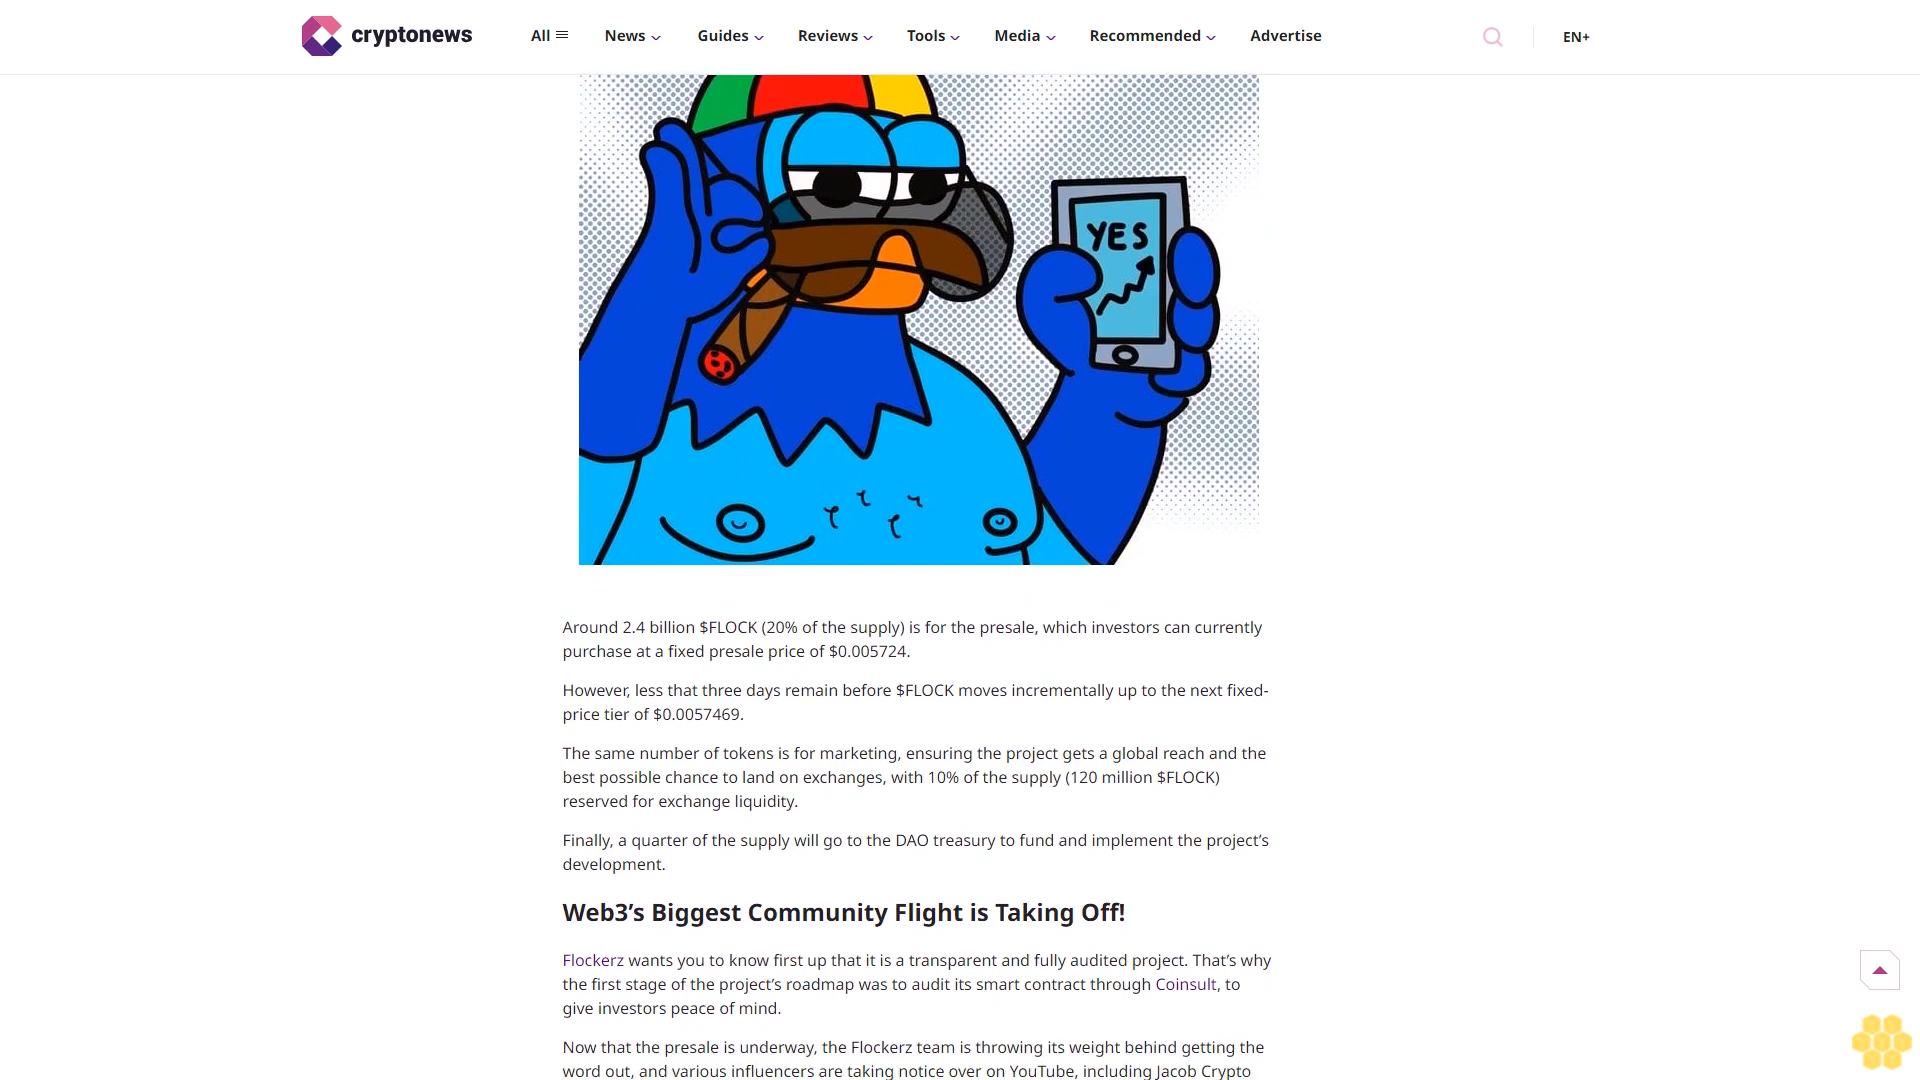 cryptonews
All
News
Guides
Reviews
Tools
Media
Recommended
Advertise
EN+
YES
Around 2.4 billion $FLOCK (20% of the supply) is for the presale, which investors can currently
purchase at a fixed presale price of $0.005724.
However, less that three days remain before $FLOCK moves incrementally up to the next fixed-
price tier of $0.0057469.
The same number of tokens is for marketing, ensuring the project gets a global reach and the
best possible chance to land on exchanges, with 10% of the supply (120 million $FLOCK)
reserved for exchange liquidity.
Finally, a quarter of the supply will go to the DAO treasury to fund and implement the project’s
development.
Web3’s Biggest Community Flight is Taking Off!
Flockerz wants you to know first up that it is a transparent and fully audited project. That’s why
the first stage of the project’s roadmap was to audit its smart contract through Coinsult, to
give investors peace of mind.
Now that the presale is underway, the Flockerz team is throwing its weight behind getting the
word out, and various influencers are taking notice over on YouTube, including Jacob Crypto